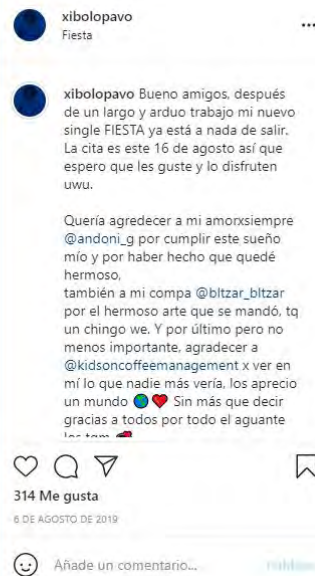 xibolopavo
Fiesta
xibolopavo Bueno amigos, después
de un largo y arduo trabajo mi nuevo
single FIESTA ya está a nada de salir.
La cita es este 16 de agosto así que
espero que les guste y lo disfruten
uwu.
Quería agredecer a mi amorxsiempre
@andoni_g por cumplir este sueño
mío y por haber hecho que quedé
hermoso,
también a mi compa @bltzar_bltzar
por el hermoso arte que se mandó, tq
un chingo we. Y por último pero no
menos importante, agradecer a
@kidsoncoffeemanagement x ver en
mí lo que nadie más vería, los aprecio
un mundo 🌎❤️ Sin más que decir
gracias a todos por todo el aguante
los tqm
314 Me gusta
6 DE AGOSTO DE 2019
Añade un comentario...